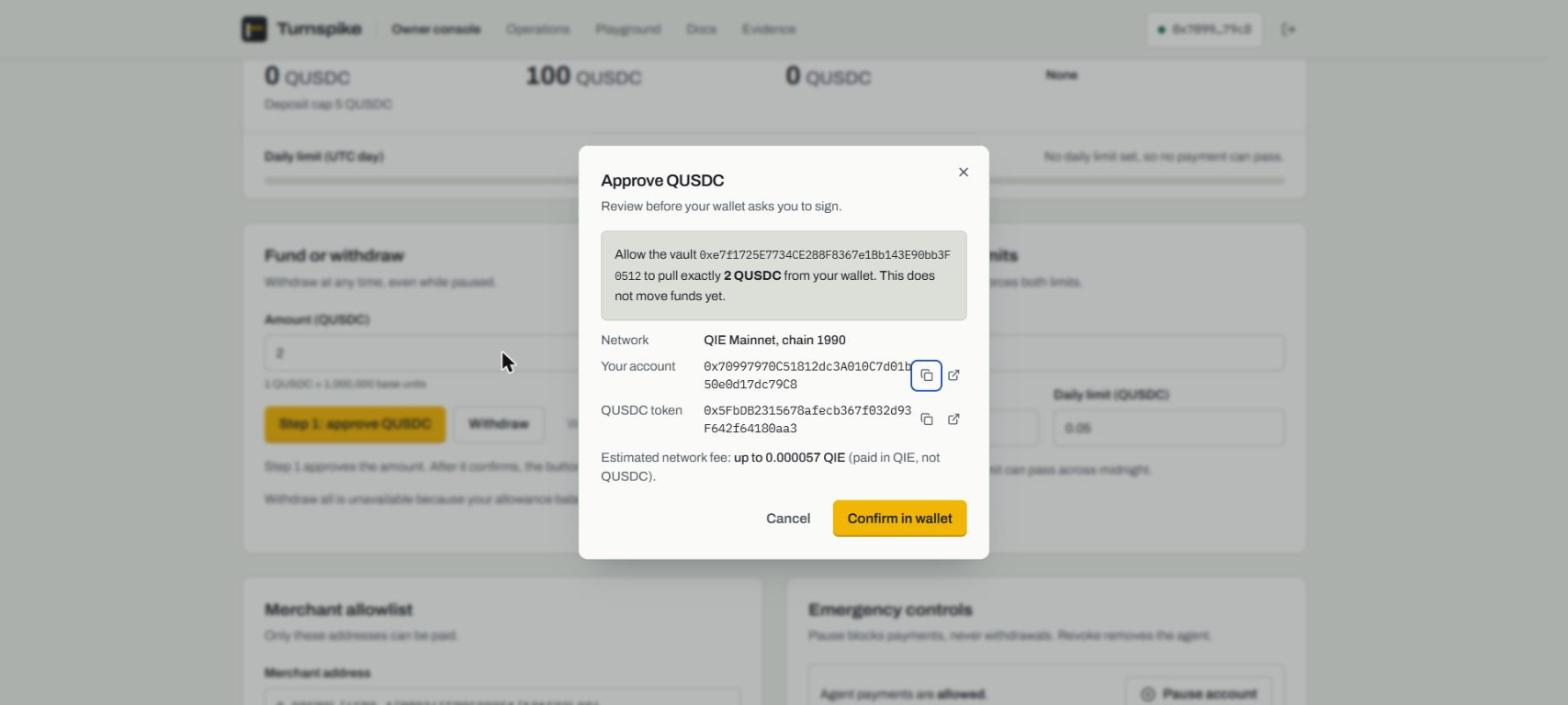 Turnspike
Owner console
Operations
Playground
Docs
Evidence
0 QUSDC
100 QUSDC
0 QUSDC
None
Deposit cap 5 QUSDC
Daily limit (UTC day)
No daily limit set, so no payment can pass.
Approve QUSDC
Review before your wallet asks you to sign.
Allow the vault 0xe7f1725E7734CE288F8367e1Bb143E90bb3F
0512 to pull exactly 2 QUSDC from your wallet. This does
not move funds yet.
Network QIE Mainnet, chain 1990
Your account 0x70997970C51812dc3A010C7d01b
50e0d17dc79C8
QUSDC token 0x5FbDB2315678afecb367f032d93
F642f64180aa3
Estimated network fee: up to 0.000057 QIE (paid in QIE, not
QUSDC).
Cancel
Confirm in wallet
Fund or withdraw
Withdraw at any time, even while paused.
Amount (QUSDC)
2
1 QUSDC = 1,000,000 base units
Step 1: approve QUSDC
Withdraw
Step 1 approves the amount. After it confirms, the button
Withdraw all is unavailable because your allowance
both limits.
Daily limit (QUSDC)
0.05
can pass across midnight.
Merchant allowlist
Only these addresses can be paid.
Merchant address
Emergency controls
Pause blocks payments, never withdrawals. Revoke removes the agent.
Agent payments are allowed.
Pause account